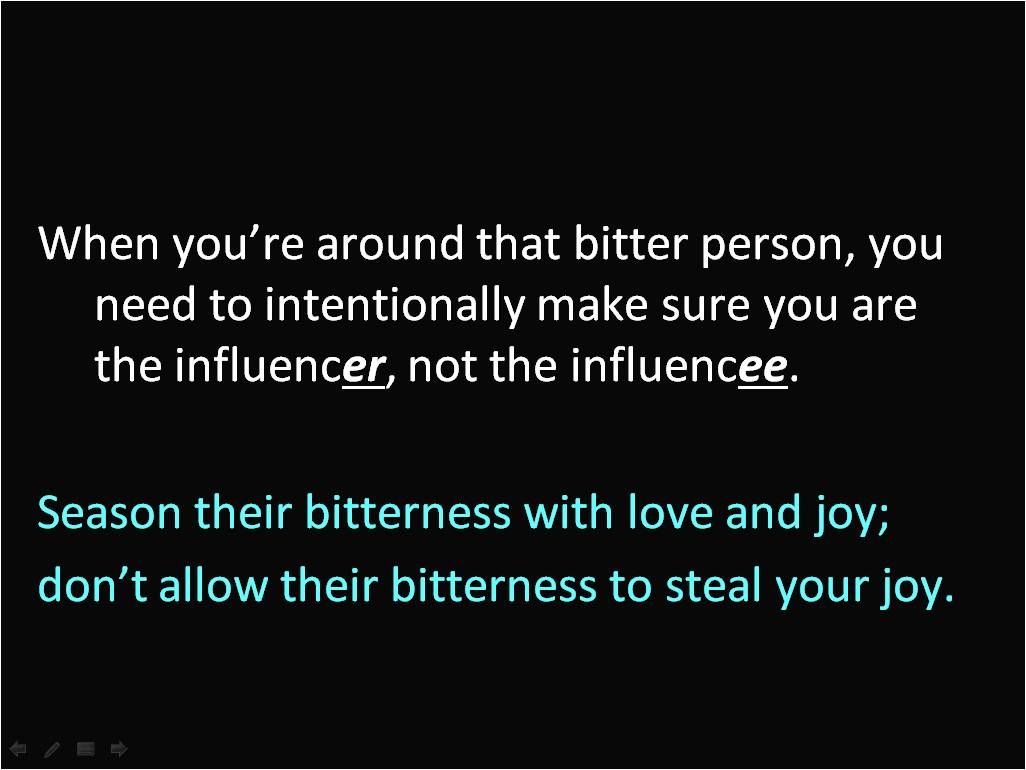 When you’re around that bitter person, you
need to intentionally make sure you are
the influencer, not the influencee.
Season their bitterness with love and joy;
don’t allow their bitterness to steal your joy.